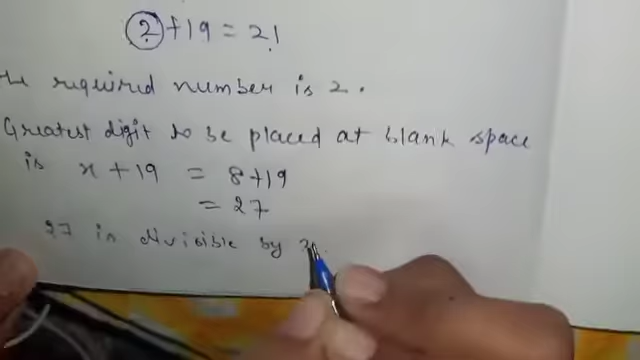 2 + 19 = 21
required number is 2.
Greatest digit to be placed at blank space
is x + 19 = 8 + 19
= 27
27 is divisible by 3.